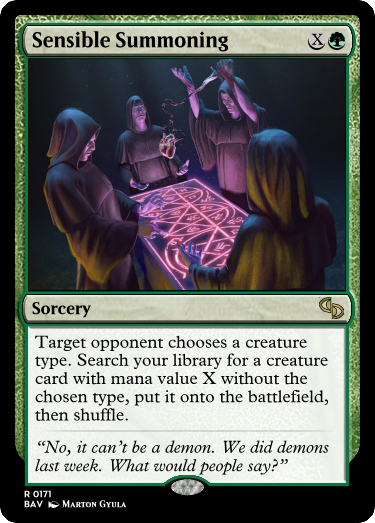 Sensible Summoning X
Sorcery
Target opponent chooses a creature
type. Search your library for a creature
card with mana value X without the
chosen type, put it onto the battlefield,
then shuffle.
“No, it can’t be a demon. We did demons
last week. What would people say?”
R 0171
BAV Marton Gyula